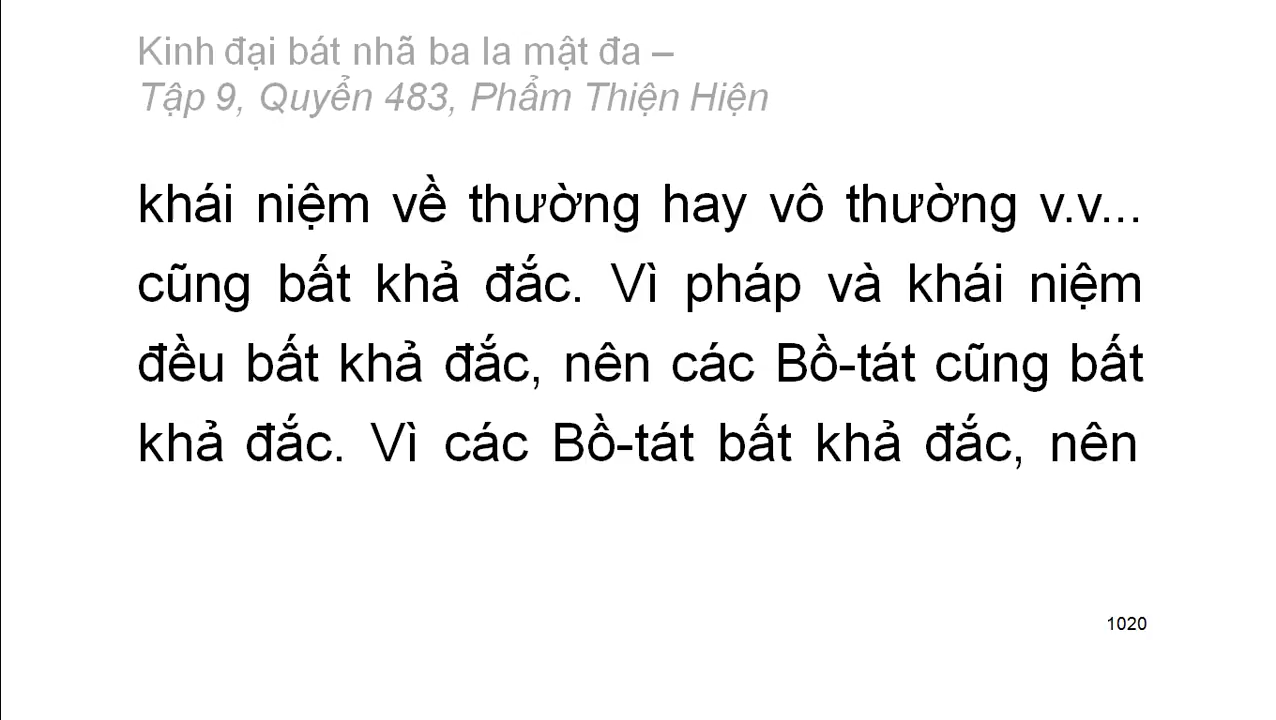 Kinh đại bát nhã ba la mật đa –
Tập 9, Quyển 483, Phẩm Thiện Hiện
khái niệm về thường hay vô thường v.v...
cũng bất khả đắc. Vì pháp và khái niệm
đều bất khả đắc, nên các Bồ-tát cũng bất
khả đắc. Vì các Bồ-tát bất khả đắc, nên
1020